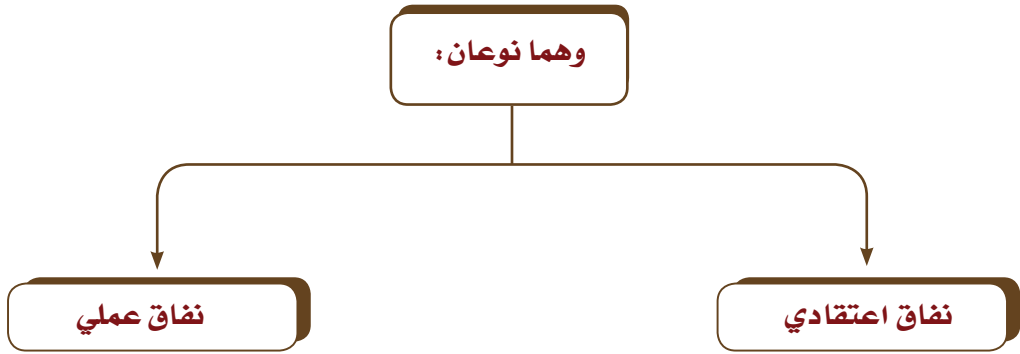 وهما نوعان:
نفاق اعتقادي
نفاق عملي